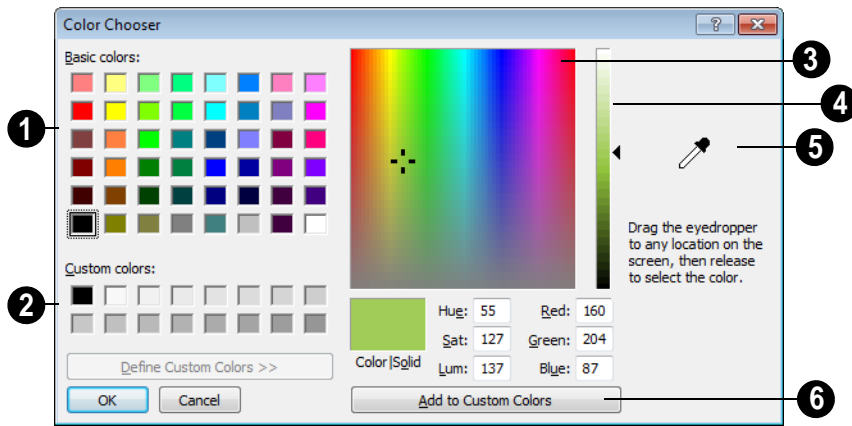 Color Chooser
?
Basic colors:
1
Custom colors:
2
Define Custom Colors >>
OK
Cancel
3
4
5
Drag the eyedropper
to any location on the
screen, then release
to select the color.
Color|Solid
Hue: 55
Red: 160
Sat: 127
Green: 204
Lum: 137
Blue: 87
Add to Custom Colors
6